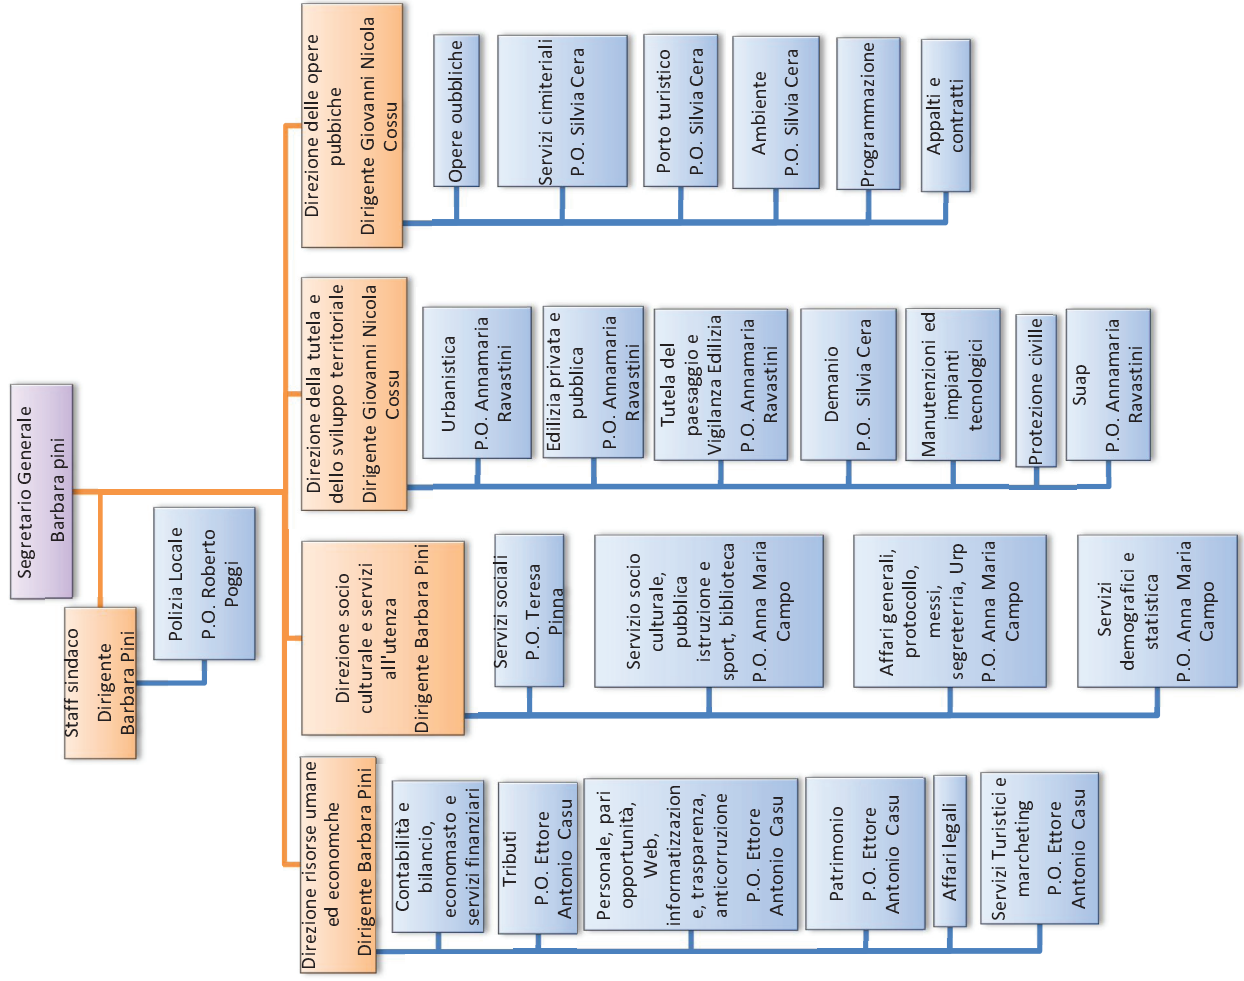 Segretario Generale
Barbara pini
Staff sindaco
Dirigente
Barbara Pini
Polizia Locale
P.O. Roberto
Poggi
Direzione risorse umane
ed economche
Dirigente Barbara Pini
Contabilità e
bilancio,
economasto e
servizi finanziari
Tributi
P.O. Ettore
Antonio Casu
Personale, pari
opportunità,
Web,
informatizzazion
e, trasparenza,
anticorruzione
P.O. Ettore
Antonio Casu
Patrimonio
P.O. Ettore
Antonio Casu
Affari legali
Servizi Turistici e
marcheting
P.O. Ettore
Antonio Casu
Direzione socio
culturale e servizi
all'utenza
Dirigente Barbara Pini
Servizi sociali
P.O. Teresa
Pinna
Servizio socio
culturale,
pubblica
istruzione e
sport, biblioteca
P.O. Anna Maria
Campo
Affari generali,
protocollo,
messi,
segreterria, Urp
P.O. Anna Maria
Campo
Servizi
demografici e
statistica
P.O. Anna Maria
Campo
Direzione della tutela e
dello sviluppo territoriale
Dirigente Giovanni Nicola
Cossu
Urbanistica
P.O. Annamaria
Ravastini
Edilizia privata e
pubblica
P.O. Annamaria
Ravastini
Tutela del
paesaggio e
Vigilanza Edilizia
P.O. Annamaria
Ravastini
Demanio
P.O. Silvia Cera
Manutenzioni ed
impianti
tecnologici
Protezione civille
Suap
P.O. Annamaria
Ravastini
Direzione delle opere
pubbiche
Dirigente Giovanni Nicola
Cossu
Opere oubbliche
Servizi cimiteriali
P.O. Silvia Cera
Porto turistico
P.O. Silvia Cera
Ambiente
P.O. Silvia Cera
Programmazione
Appalti e
contratti